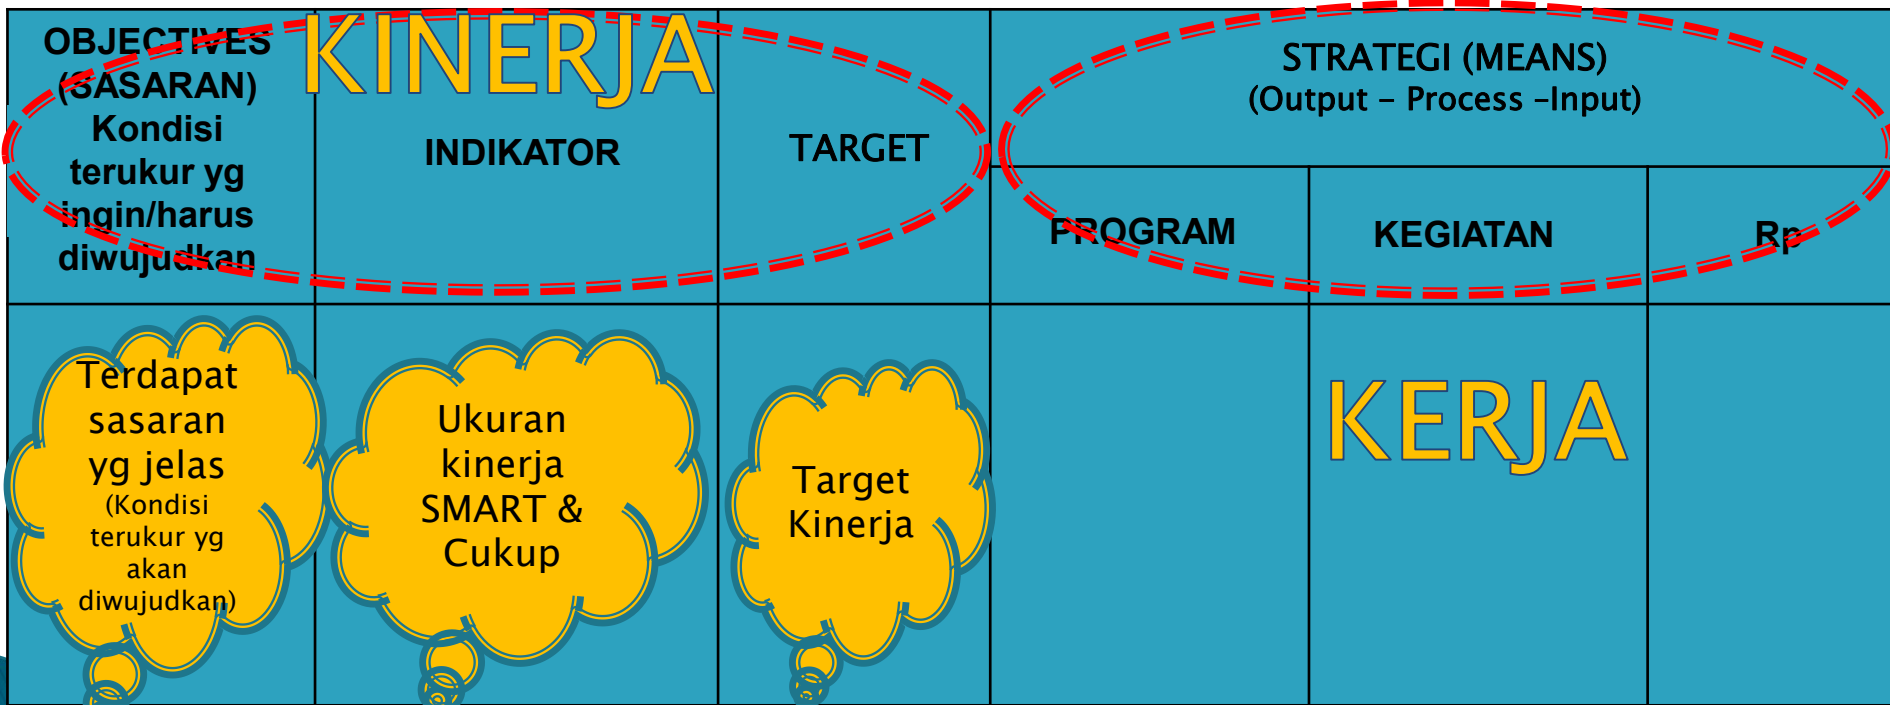 OBJECTIVES
(SASARAN)
Kondisi
terukur yg
ingin/harus
diwujudkan
KINERJA
INDIKATOR
TARGET
STRATEGI (MEANS)
(Output – Process –Input)
PROGRAM
KEGIATAN
Rp
Terdapat
sasaran
yg jelas
(Kondisi
terukur yg
akan
diwujudkan)
Ukuran
kinerja
SMART &
Cukup
Target
Kinerja
KERJA